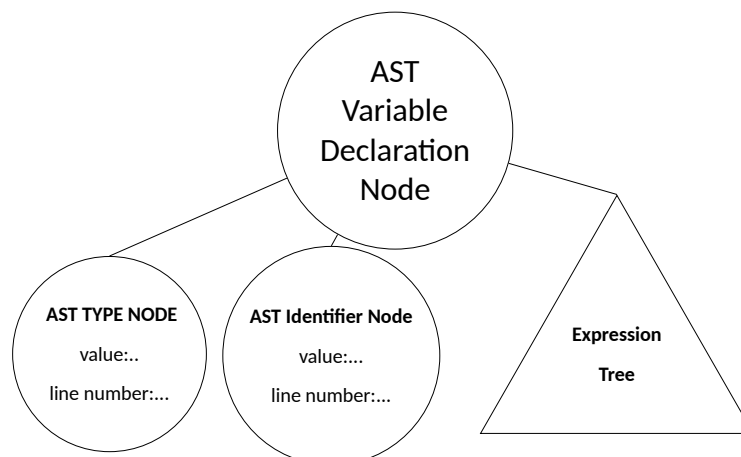 AST
Variable
Declaration
Node
AST TYPE NODE
value:..
line number:...
AST Identifier Node
value:...
line number:...
Expression
Tree